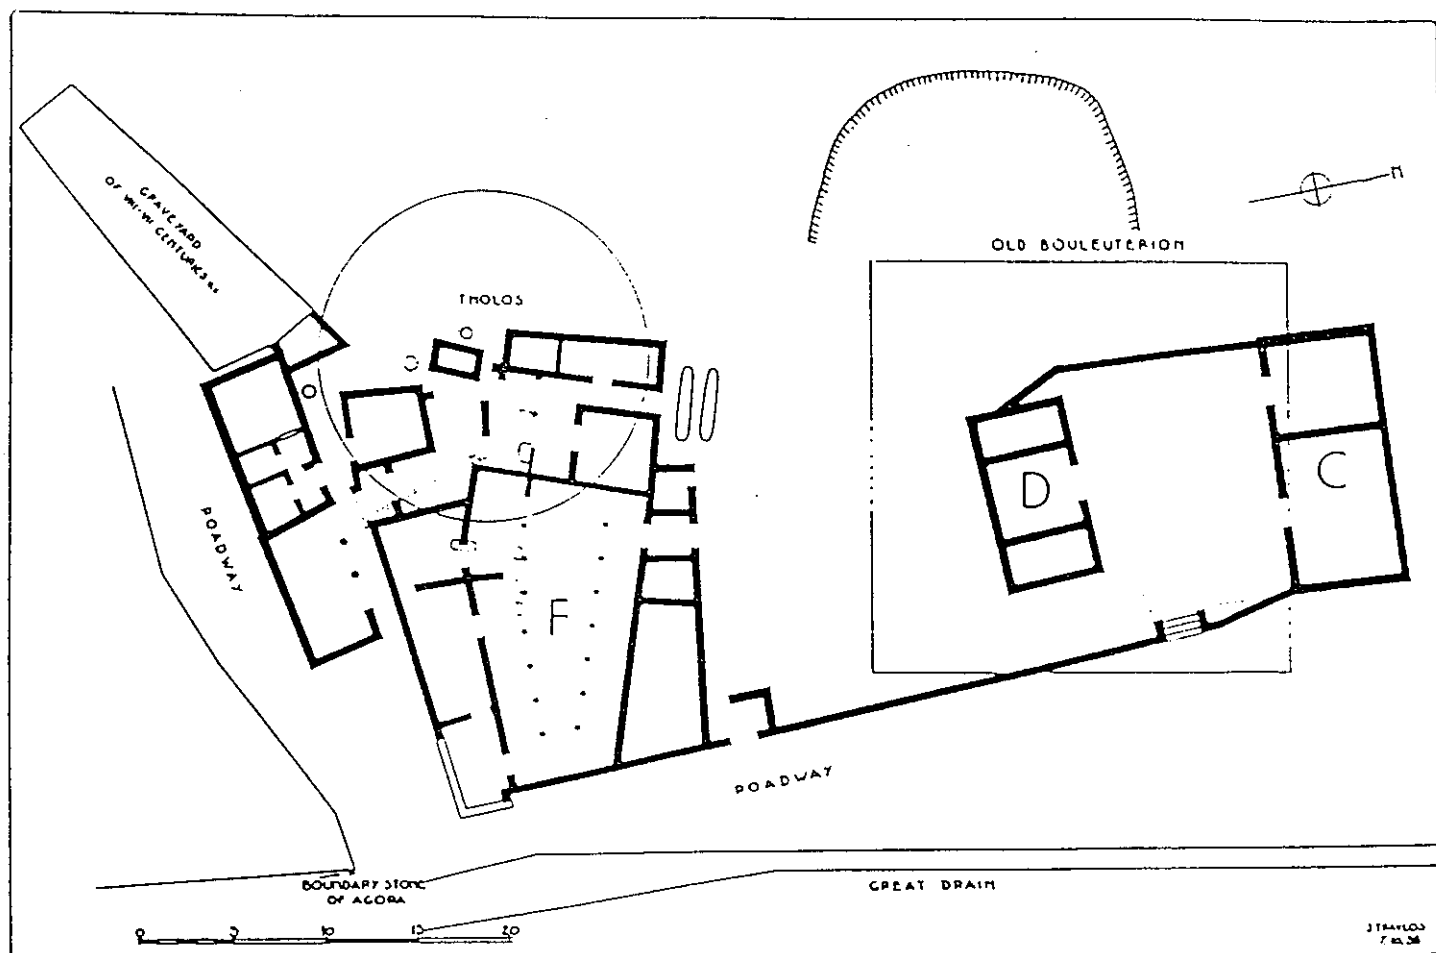 GRAVEYARD
OF VIII-VII CENTURIES B.C.
THOLOS
OLD BOULEUTERION
N
D
C
F
ROADWAY
ROADWAY
BOUNDARY STONE
OF AGORA
GREAT DRAIN
0 5 10 15 20
J TRAVLOS